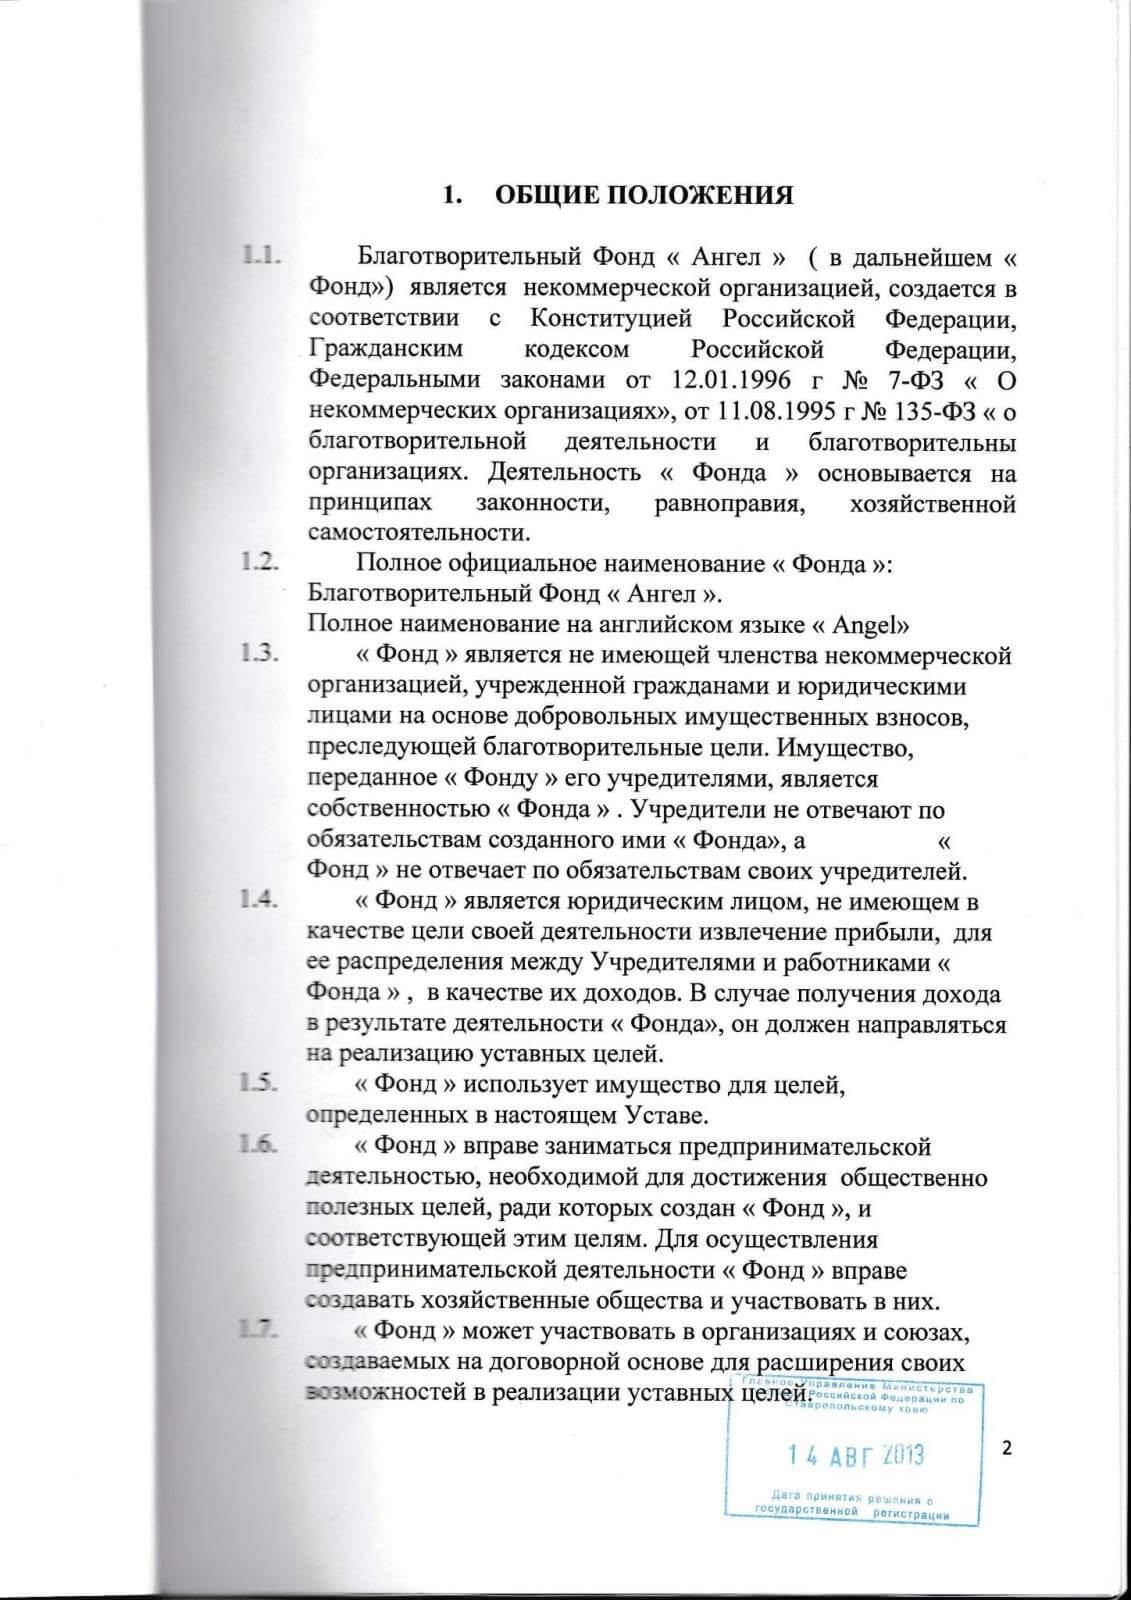 1. ОБЩИЕ ПОЛОЖЕНИЯ
1.1. Благотворительный Фонд « Ангел » ( в дальнейшем «
Фонд») является некоммерческой организацией, создается в
соответствии с Конституцией Российской Федерации,
Гражданским кодексом Российской Федерации,
Федеральными законами от 12.01.1996 г № 7-ФЗ « О
некоммерческих организациях», от 11.08.1995 г № 135-ФЗ « о
благотворительной деятельности и благотворительны
организациях. Деятельность « Фонда » основывается на
принципах законности, равноправия, хозяйственной
самостоятельности.
1.2. Полное официальное наименование « Фонда »:
Благотворительный Фонд « Ангел ».
Полное наименование на английском языке « Angel»
1.3. « Фонд » является не имеющей членства некоммерческой
организацией, учрежденной гражданами и юридическими
лицами на основе добровольных имущественных взносов,
преследующей благотворительные цели. Имущество,
переданное « Фонду » его учредителями, является
собственностью « Фонда » . Учредители не отвечают по
обязательствам созданного ими « Фонда», а «
Фонд » не отвечает по обязательствам своих учредителей.
1.4. « Фонд » является юридическим лицом, не имеющем в
качестве цели своей деятельности извлечение прибыли, для
ее распределения между Учредителями и работниками «
Фонда » , в качестве их доходов. В случае получения дохода
в результате деятельности « Фонда», он должен направляться
на реализацию уставных целей.
1.5. « Фонд » использует имущество для целей,
определенных в настоящем Уставе.
1.6. « Фонд » вправе заниматься предпринимательской
деятельностью, необходимой для достижения общественно
полезных целей, ради которых создан « Фонд », и
соответствующей этим целям. Для осуществления
предпринимательской деятельности « Фонд » вправе
создавать хозяйственные общества и участвовать в них.
1.7. « Фонд » может участвовать в организациях и союзах,
создаваемых на договорной основе для расширения своих
возможностей в реализации уставных целей.
Главное Управление Министерства
Российской Федерации по
Ставропольскому краю
14 АВГ 2013
Дата принятия решения о
государственной регистрации
2